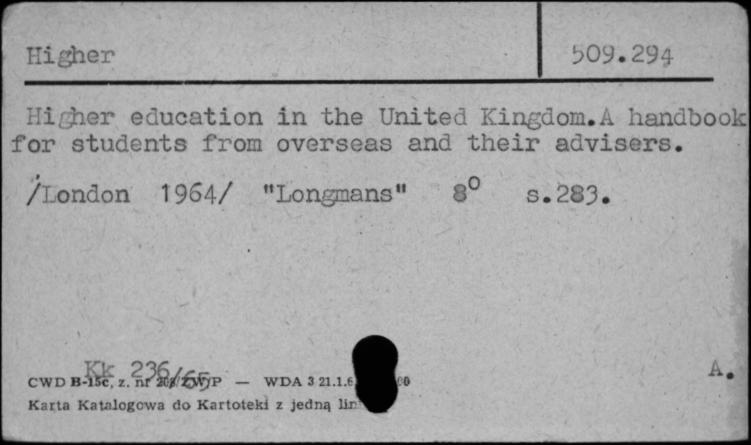 Higher 509.294
Higher education in the United Kingdom.A handbook
for students from overseas and their advisers.
/London 1964/ "Longmans" 8° s.283.
Kk 236/65 A.
CWD B-15c, z. nr WP — WDA 3 21.1.6
Karta Katalogowa do Kartoteki z jedną